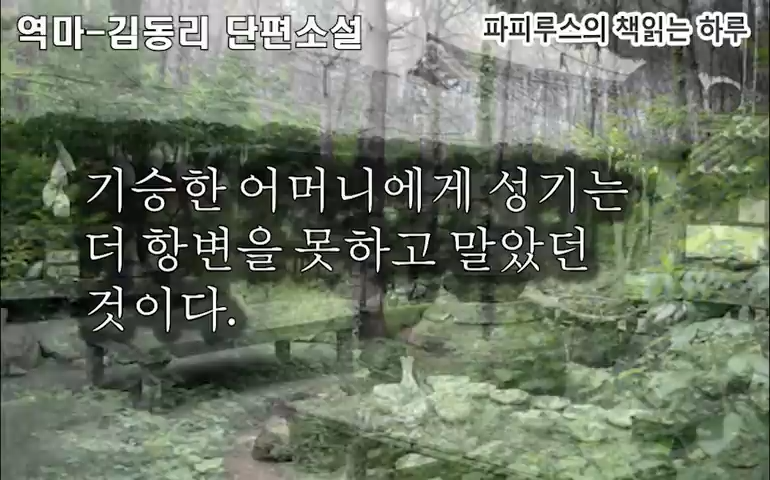 역마-김동리 단편소설
파피루스의 책읽는 하루
기승한 어머니에게 성기는
더 항변을 못하고 말았던
것이다.